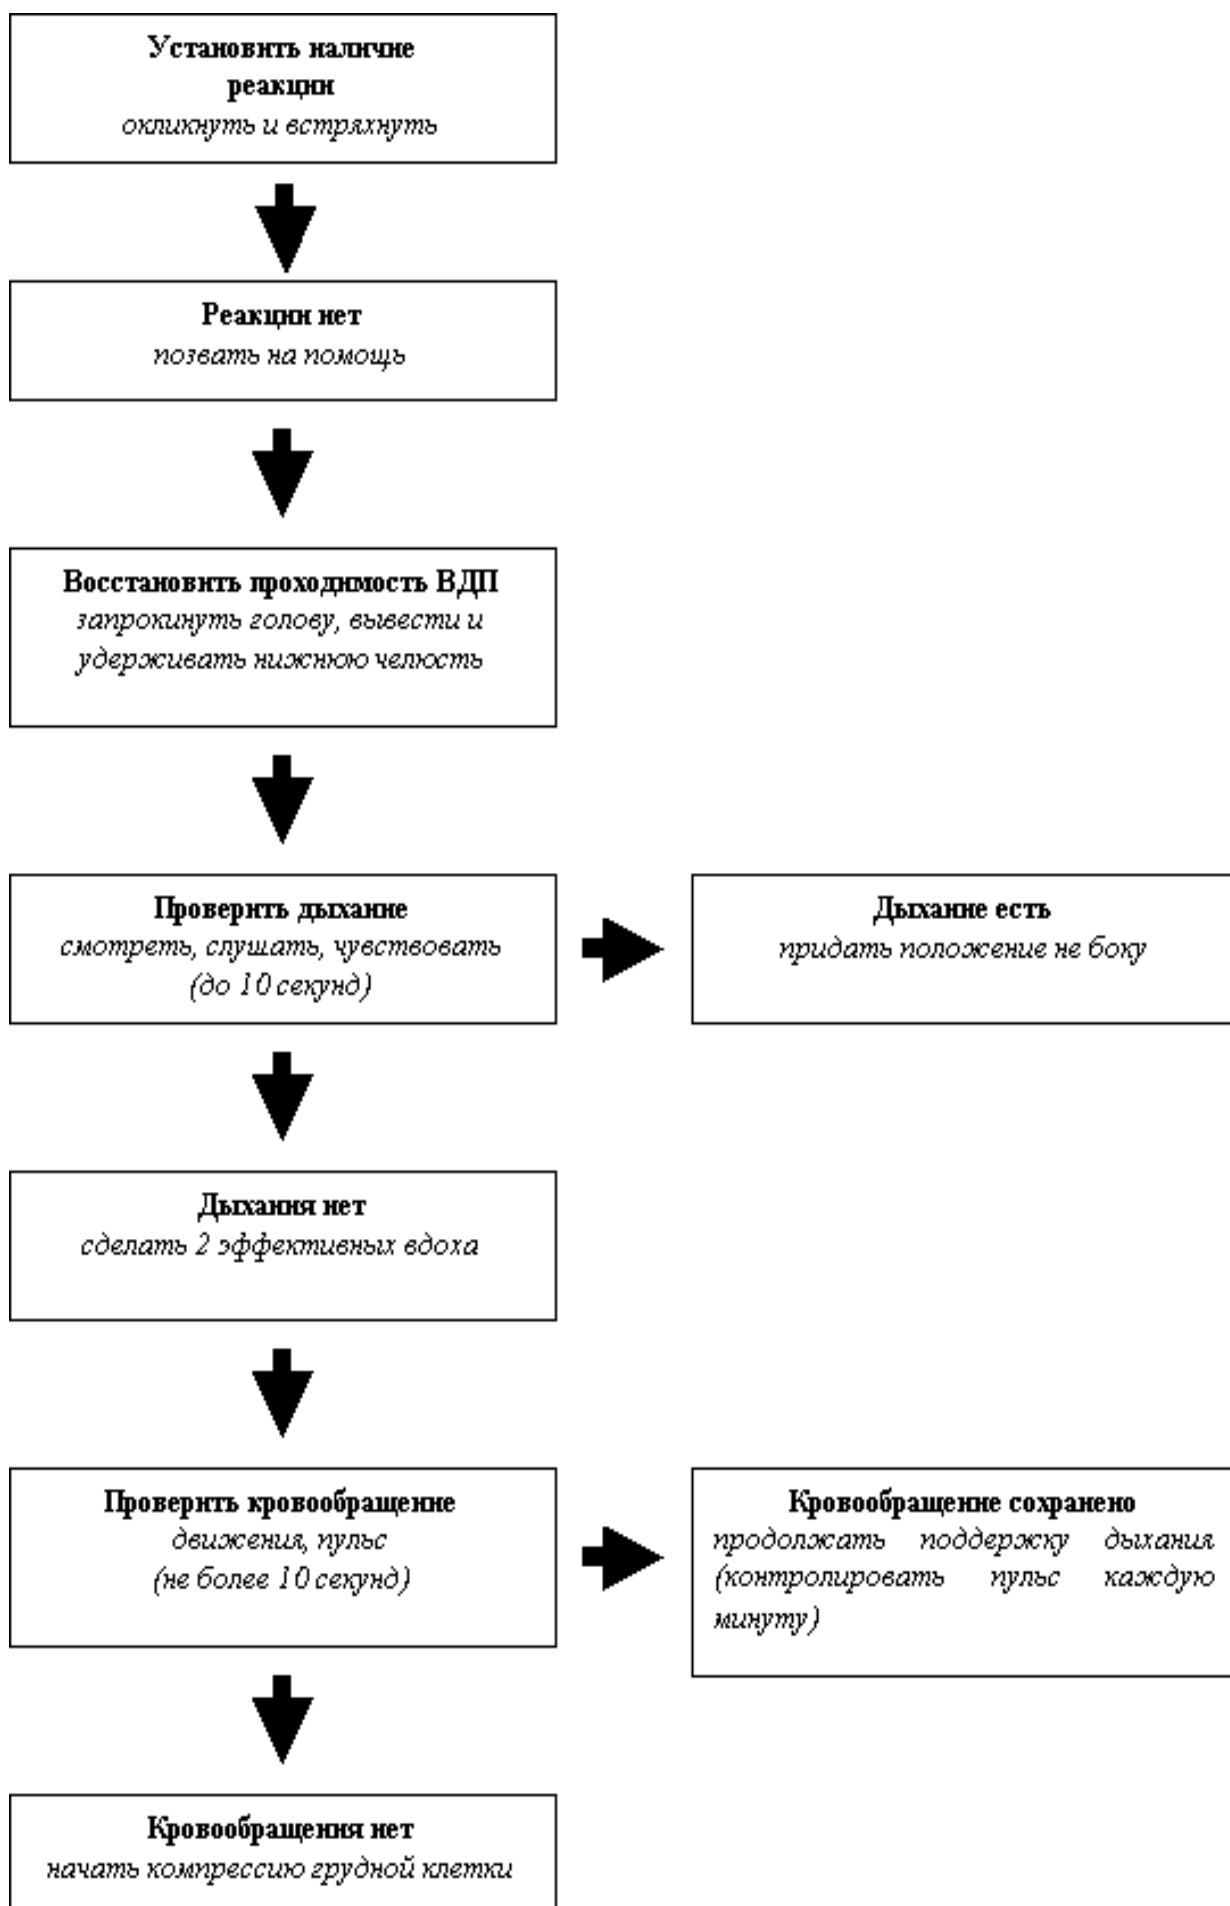 Установить наличие
реакции
окликнуть и встряхнуть
Реакции нет
позвать на помощь
Восстановить проходимость ВДП
запрокинуть голову, вывести и
удерживать нижнюю челюсть
Проверить дыхание
смотреть, слушать, чувствовать
(до 10 секунд)
Дыхание есть
придать положение не боку
Дыхания нет
сделать 2 эффективных вдоха
Проверить кровообращение
движения, пульс
(не более 10 секунд)
Кровообращение сохранено
продолжать поддержку дыхания
(контролировать пульс каждую
минуту)
Кровообращения нет
начать компрессию грудной клетки